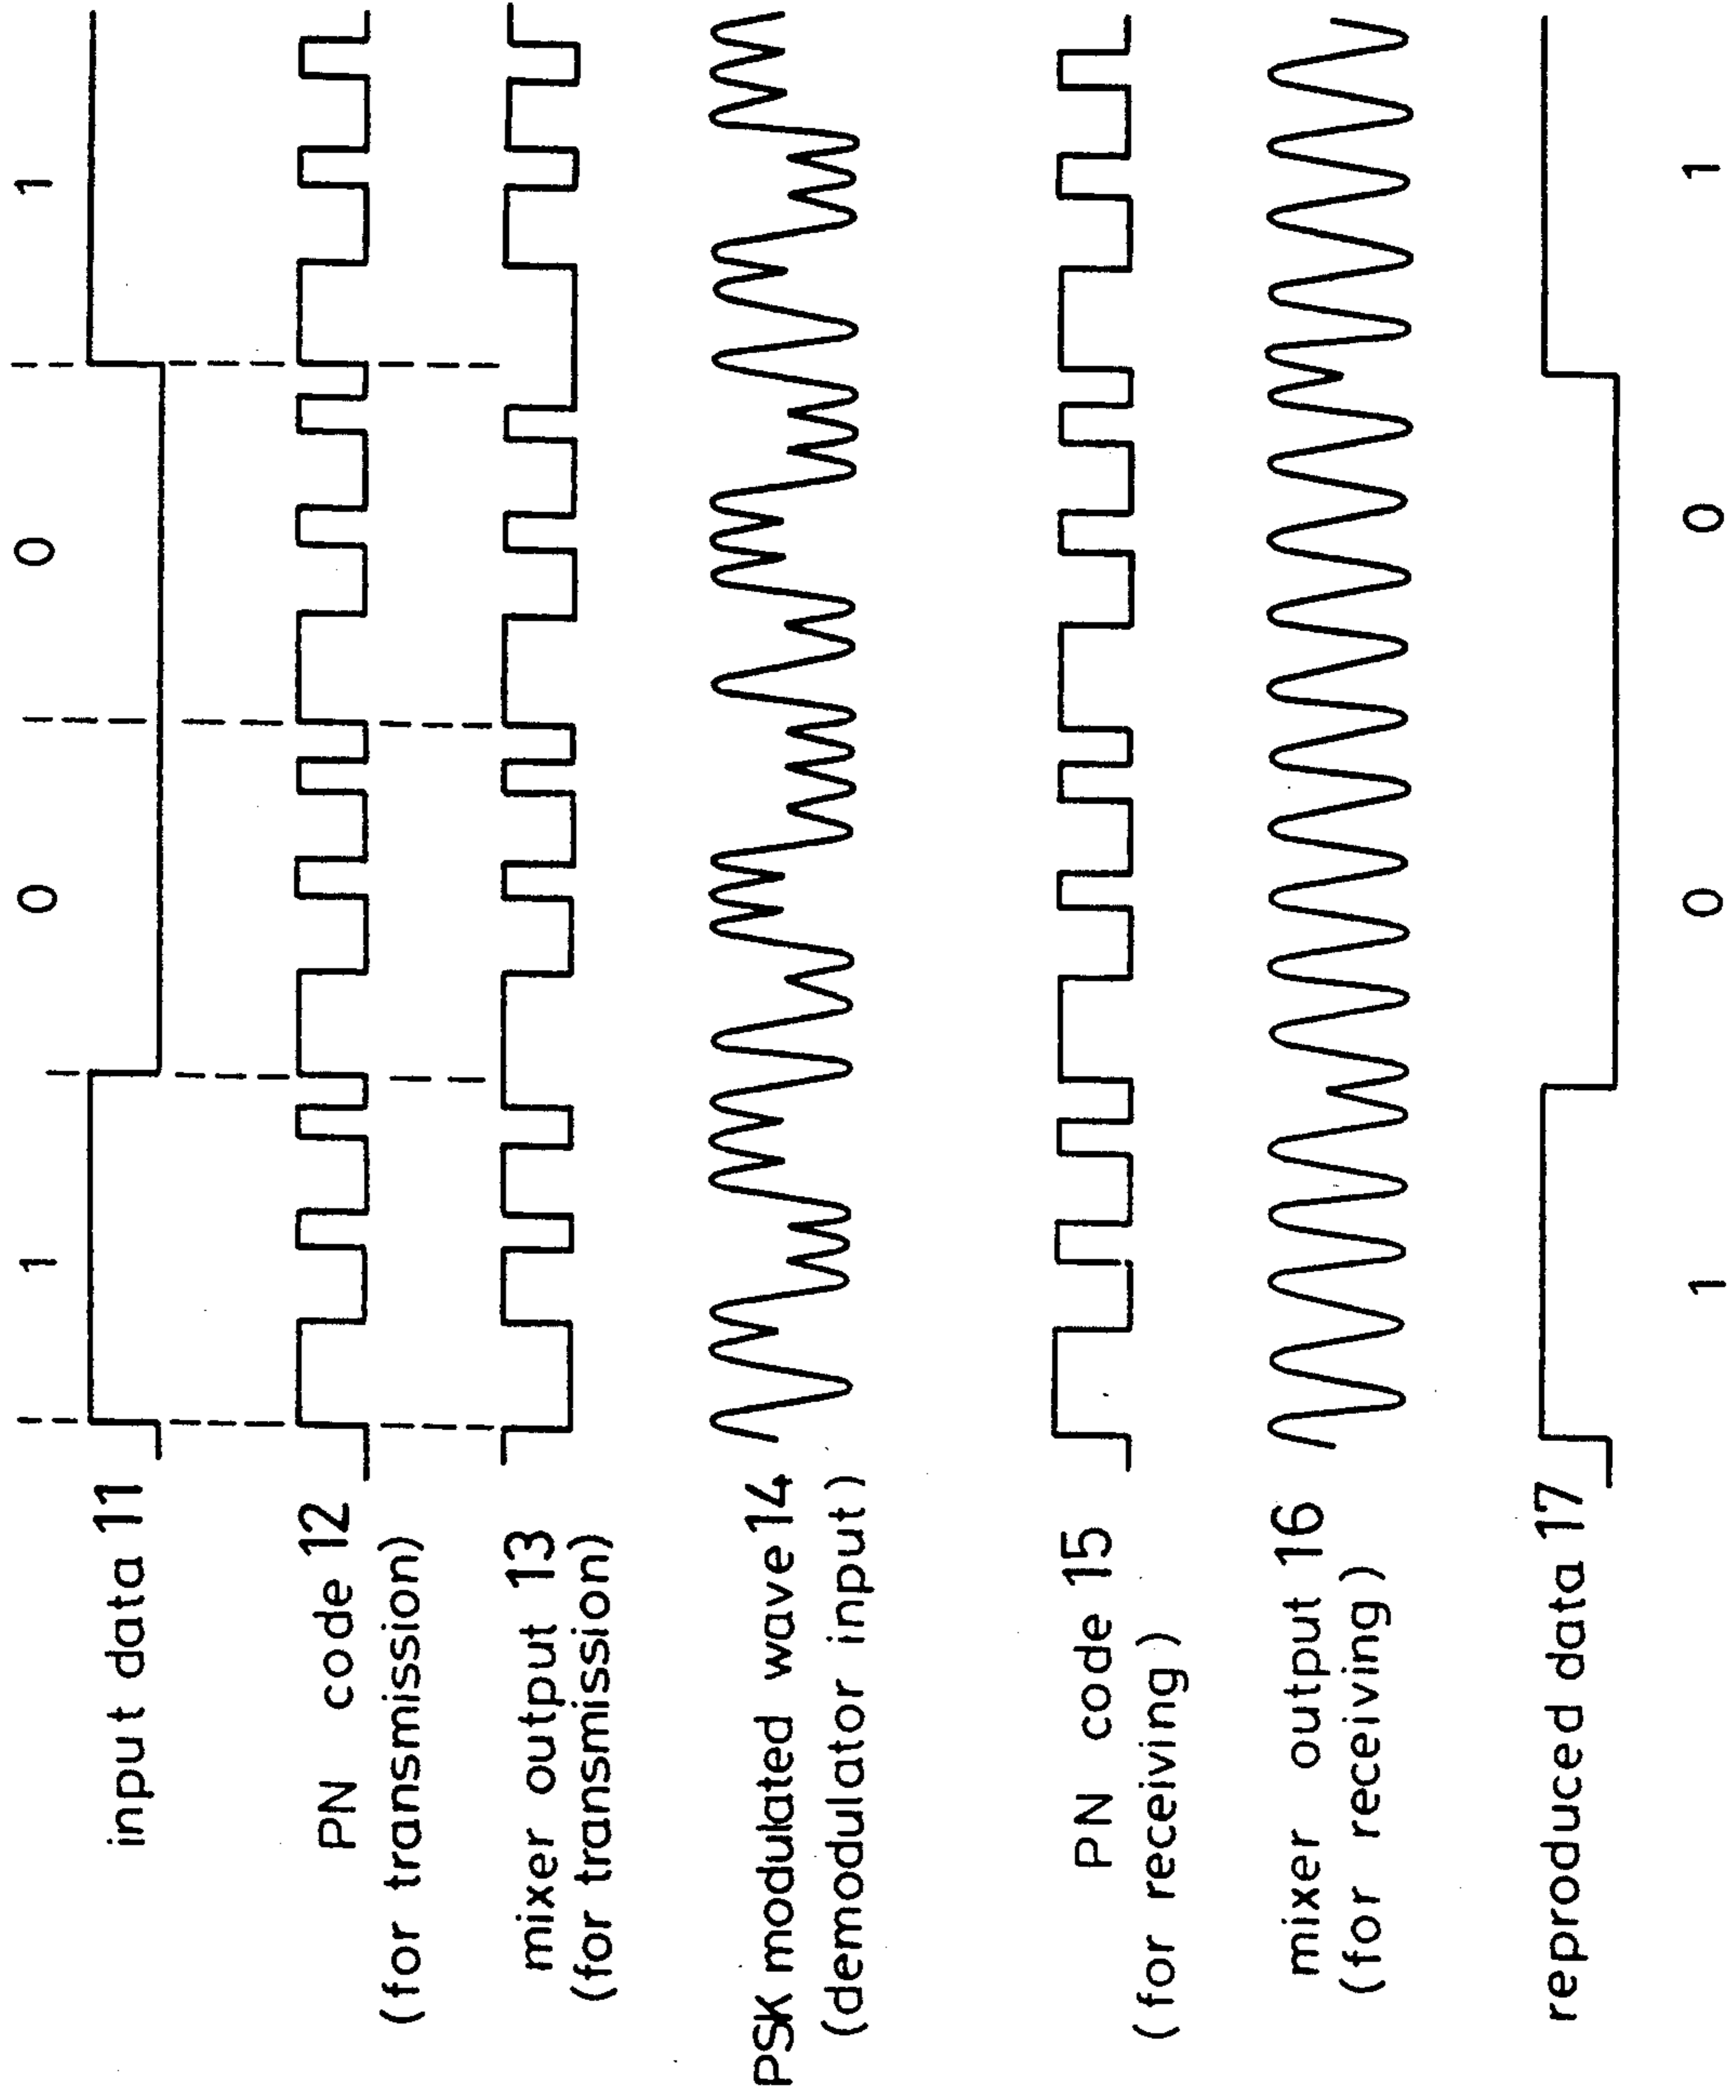 1 0 0 1
input data 11
PN code 12
(for transmission)
mixer output 13
(for transmission)
PSK modulated wave 14
(demodulator input)
PN code 15
(for receiving)
mixer output 16
(for receiving)
reproduced data 17
1 0 0 1